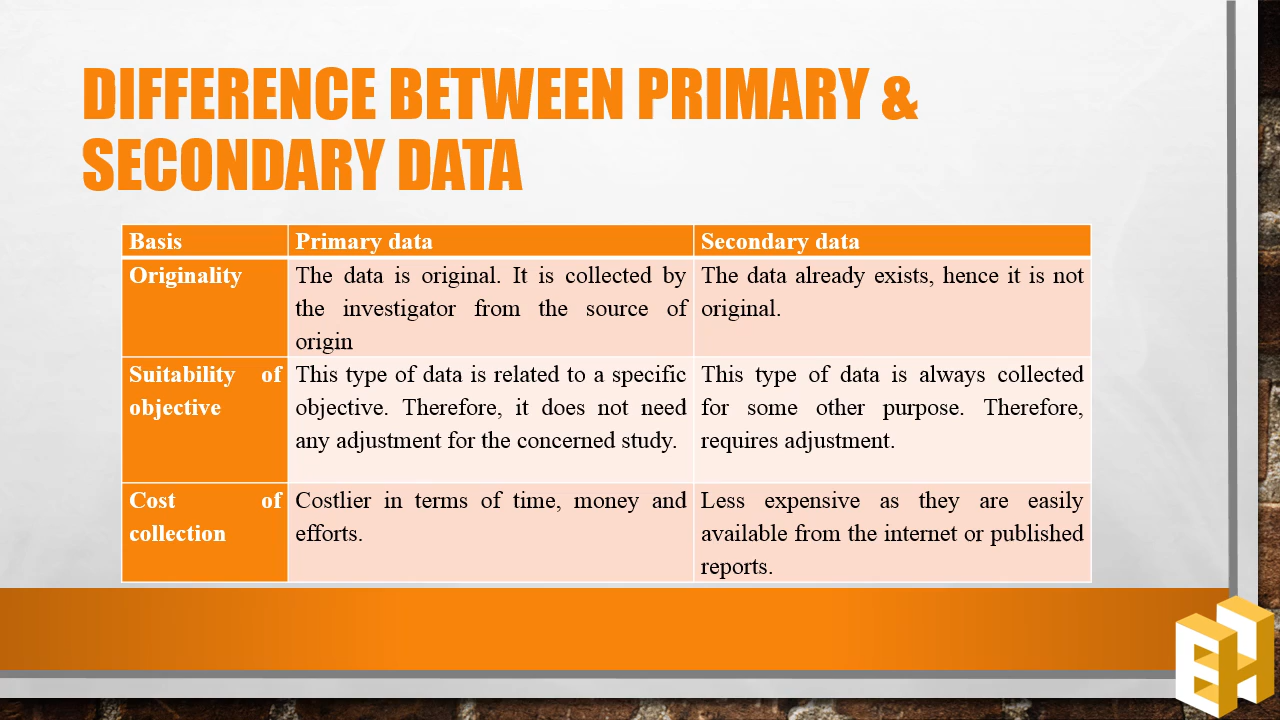 DIFFERENCE BETWEEN PRIMARY &
SECONDARY DATA
Basis
Primary data
Secondary data
Originality
The data is original. It is collected by
the investigator from the source of
origin
The data already exists, hence it is not
original.
Suitability of
objective
This type of data is related to a specific
objective. Therefore, it does not need
any adjustment for the concerned study.
This type of data is always collected
for some other purpose. Therefore,
requires adjustment.
Cost of
collection
Costlier in terms of time, money and
efforts.
Less expensive as they are easily
available from the internet or published
reports.
EH